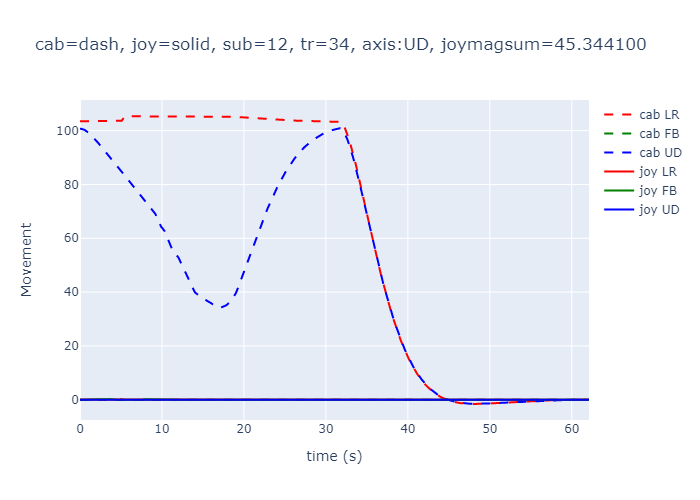 cab=dash, joy=solid, sub=12, tr=34, axis:UD, joymagsum=45.344100
cab LR
cab FB
cab UD
joy LR
joy FB
joy UD
Movement
100
80
60
40
20
0
0 10 20 30 40 50 60
time (s)